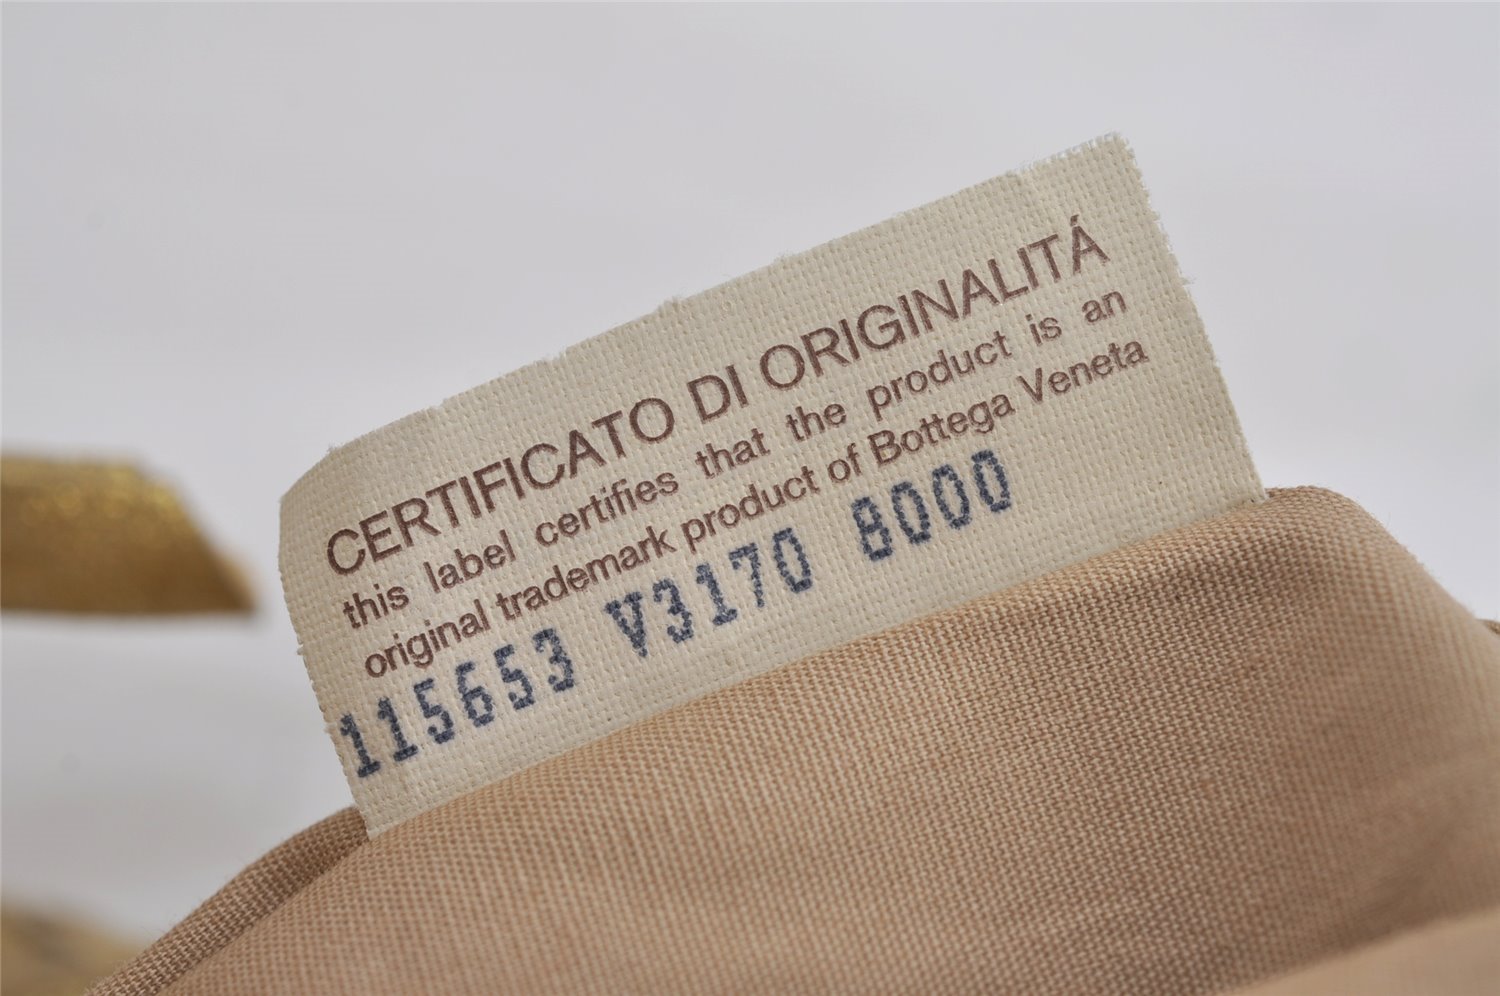 CERTIFICATO DI ORIGINALITÁ
this label certifies that the product is an
original trademark product of Bottega Veneta
115653 V3170 8000